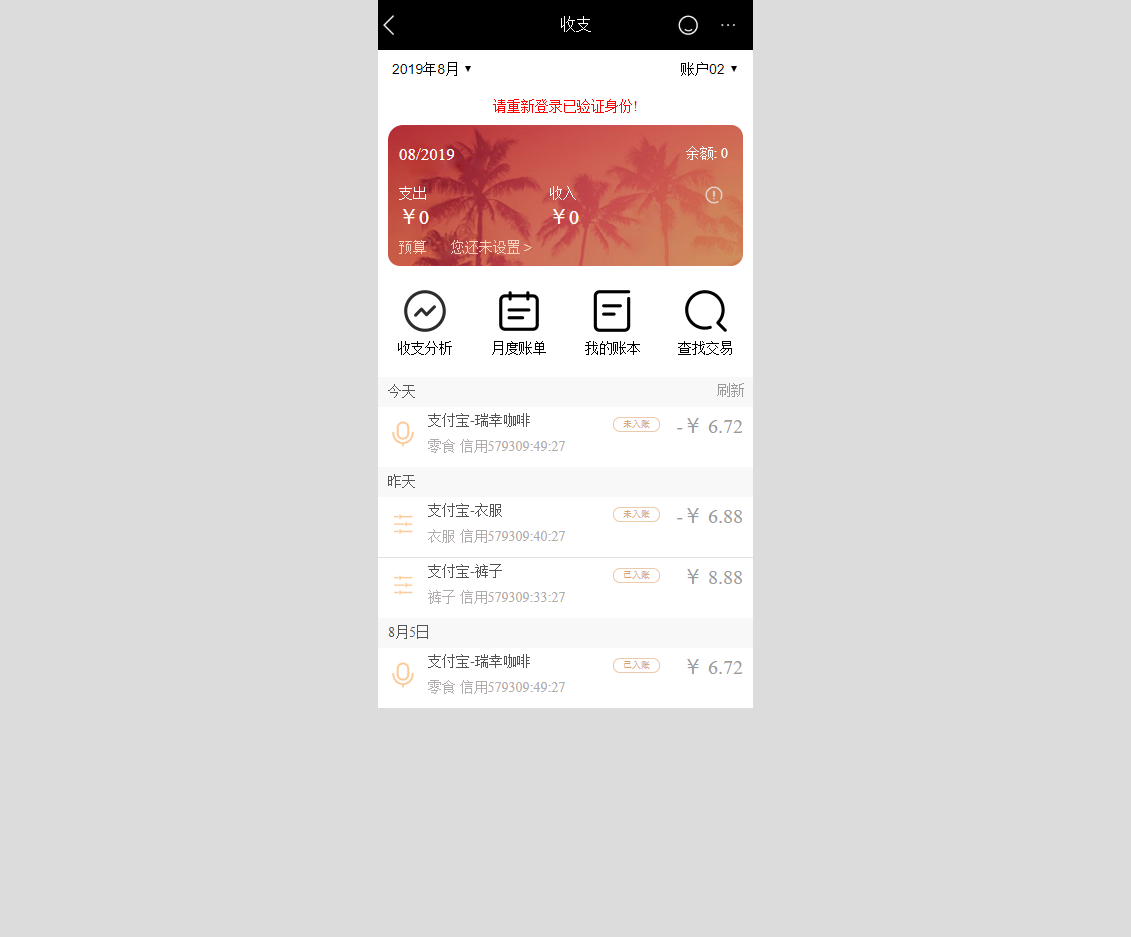 收支
2019年8月 ▼ 账户02 ▼
请重新登录已验证身份!
08/2019 余额: 0
支出 收入
￥0 ￥0
预算 您还未设置 >
收支分析 月度账单 我的账本 查找交易
今天 刷新
支付宝-瑞幸咖啡 未入账 -￥ 6.72
零食 信用579309:49:27
昨天
支付宝-衣服 未入账 -￥ 6.88
衣服 信用579309:40:27
支付宝-裤子 已入账 ￥ 8.88
裤子 信用579309:33:27
8月5日
支付宝-瑞幸咖啡 已入账 ￥ 6.72
零食 信用579309:49:27